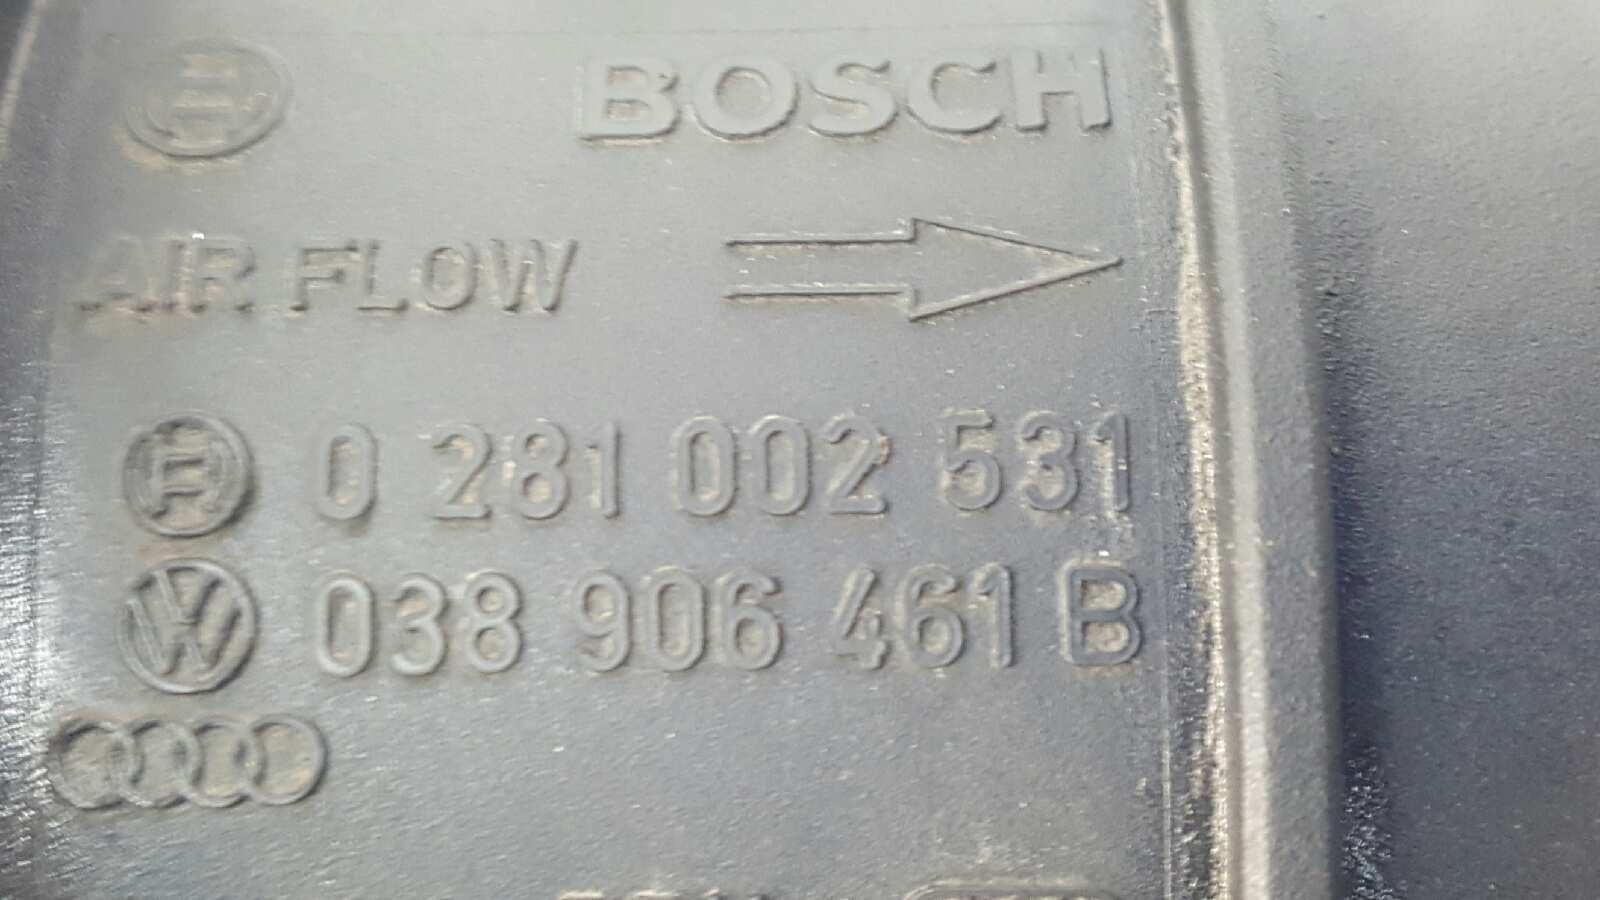 BOSCH
AIR FLOW
0 281 002 531
038 906 461 B